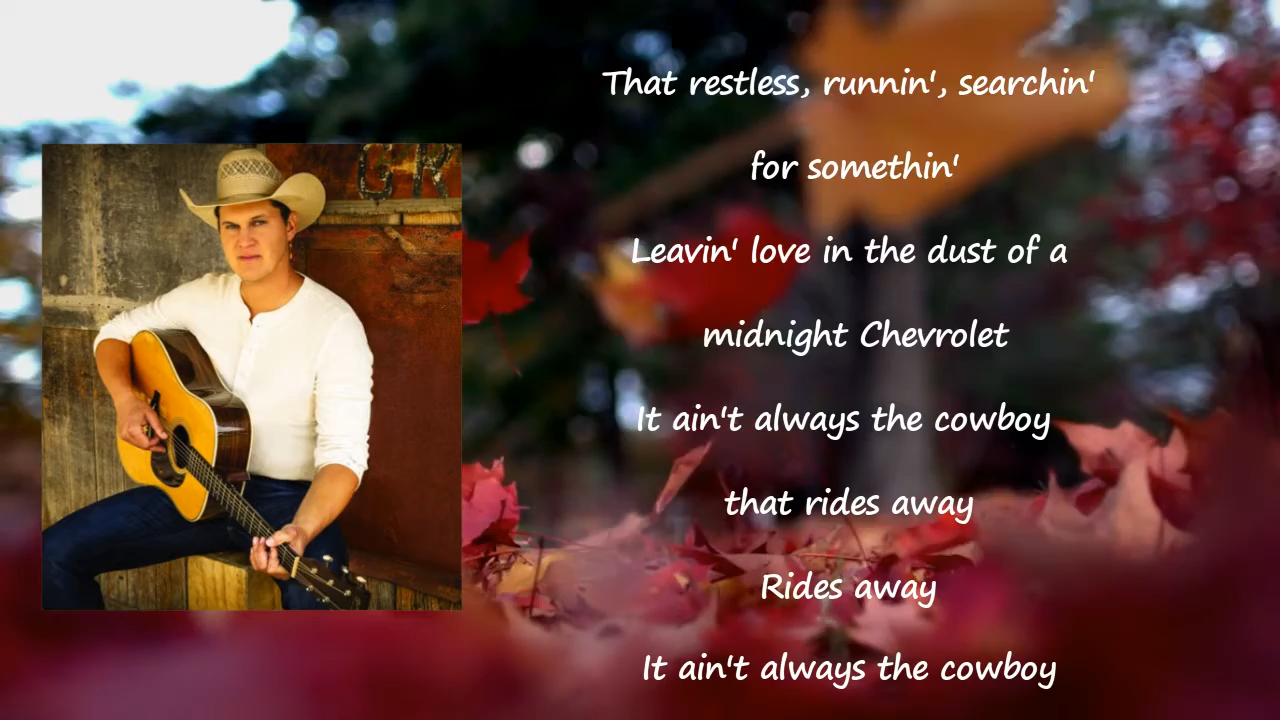 GR
That restless, runnin', searchin'
for somethin'
Leavin' love in the dust of a
midnight Chevrolet
It ain't always the cowboy
that rides away
Rides away
It ain't always the cowboy